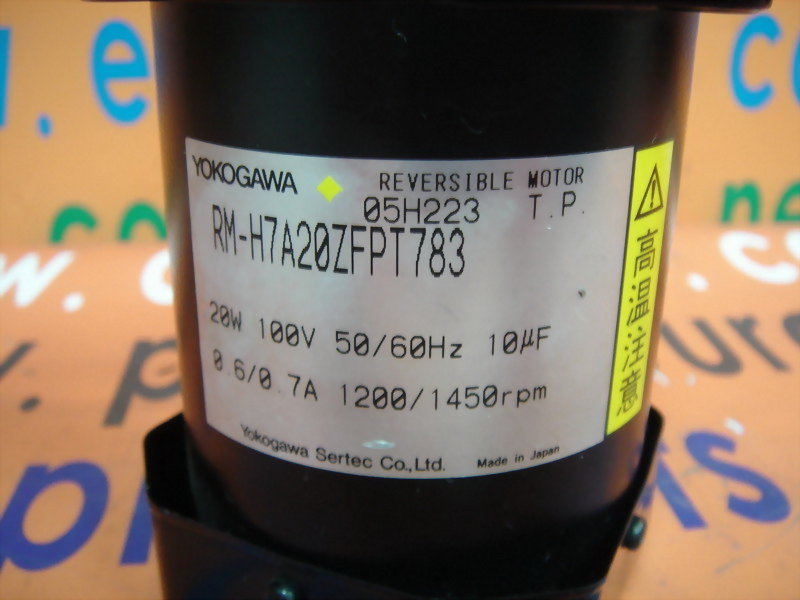 YOKOGAWA REVERSIBLE MOTOR
05H223 T.P.
RM-H7A20ZFPT783
20W 100V 50/60Hz 10μF
0.6/0.7A 1200/1450rpm
Yokogawa Sertec Co., Ltd. Made in Japan
高温注意